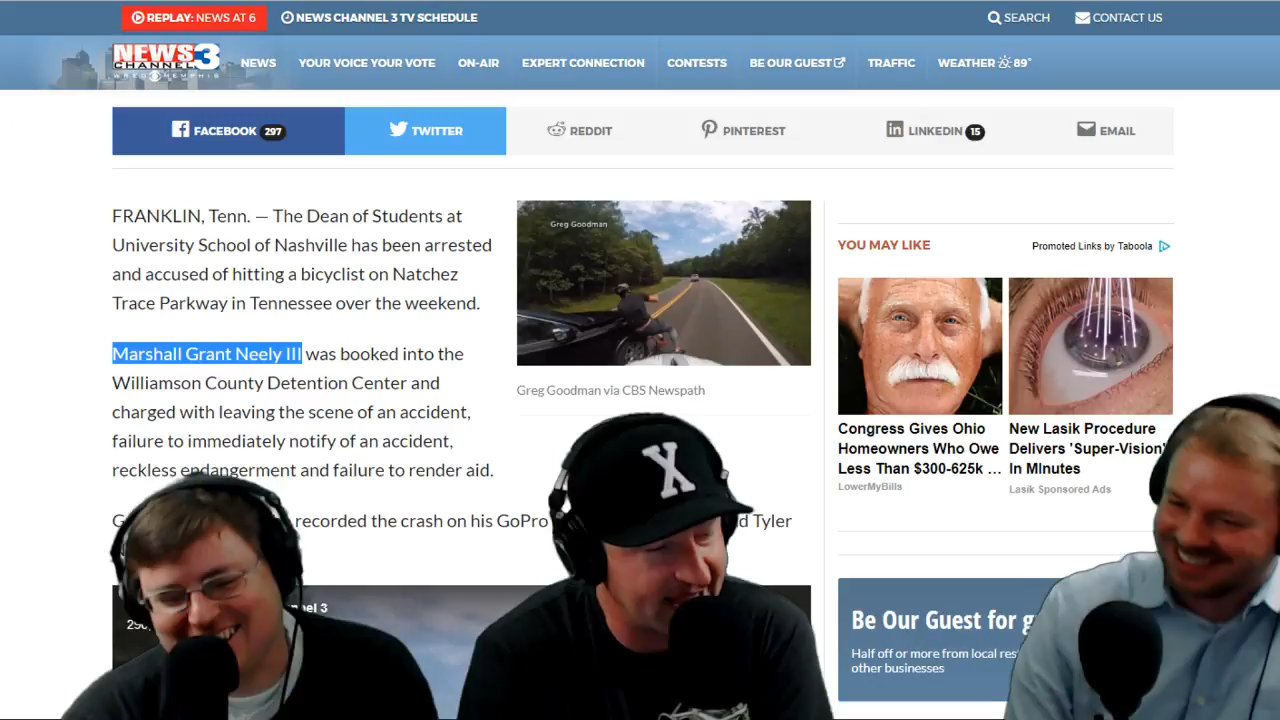 REPLAY: NEWS AT 6
NEWS CHANNEL 3 TV SCHEDULE
SEARCH
CONTACT US
NEWS
CHANNEL 3
WREG MEMPHIS
NEWS
YOUR VOICE YOUR VOTE
ON-AIR
EXPERT CONNECTION
CONTESTS
BE OUR GUEST
TRAFFIC
WEATHER 89°
FACEBOOK 297
TWITTER
REDDIT
PINTEREST
LINKEDIN 15
EMAIL
FRANKLIN, Tenn. — The Dean of Students at
University School of Nashville has been arrested
and accused of hitting a bicyclist on Natchez
Trace Parkway in Tennessee over the weekend.
Marshall Grant Neely III was booked into the
Williamson County Detention Center and
charged with leaving the scene of an accident,
failure to immediately notify of an accident,
reckless endangerment and failure to render aid.
recorded the crash on his GoPro
Tyler
Greg Goodman
Greg Goodman via CBS Newspath
YOU MAY LIKE
Promoted Links by Taboola
Congress Gives Ohio
Homeowners Who Owe
Less Than $300-625k ...
LowerMyBills
New Lasik Procedure
Delivers 'Super-Vision'
In MInutes
Lasik Sponsored Ads
X
Be Our Guest for
Half off or more from local
other businesses